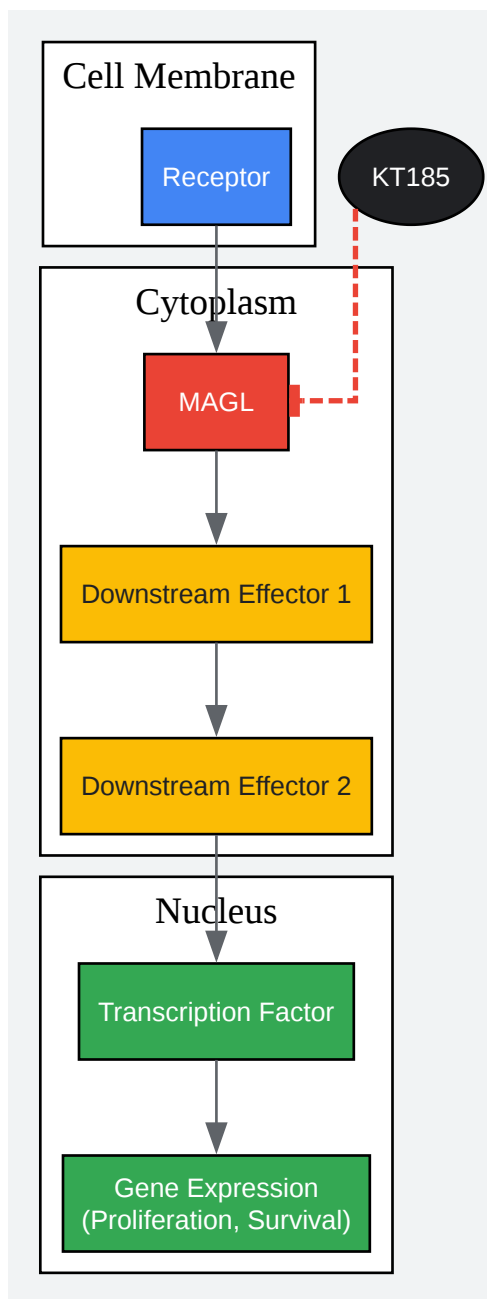 Cell Membrane
Receptor
KT185
Cytoplasm
MAGL
Downstream Effector 1
Downstream Effector 2
Nucleus
Transcription Factor
Gene Expression
(Proliferation, Survival)